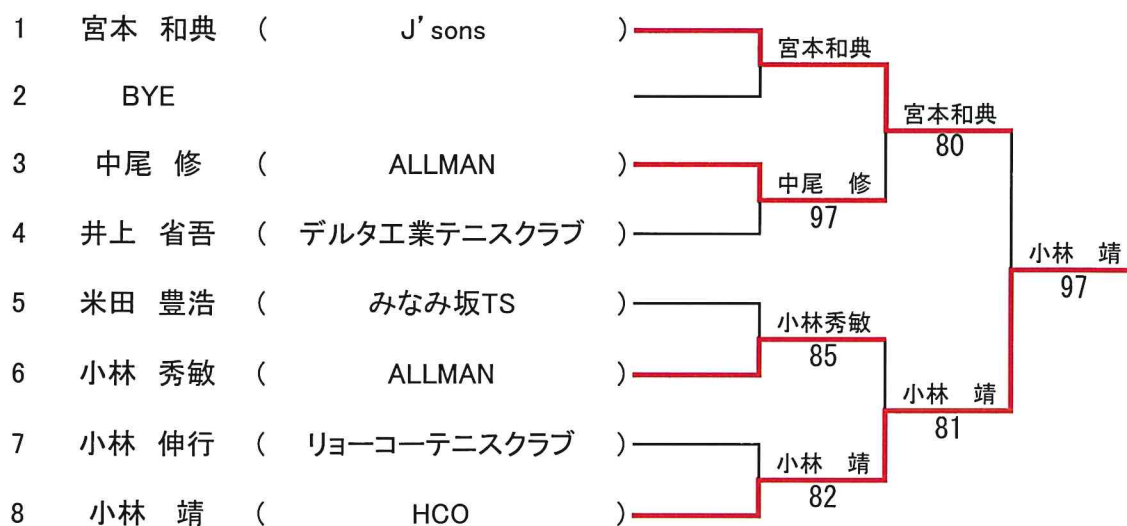 1 宮本 和典 ( J' sons )
宮本和典
2 BYE
宮本和典
80
3 中尾 修 ( ALLMAN )
中尾 修
97
4 井上 省吾 ( デルタ工業テニスクラブ )
小林 靖
97
5 米田 豊浩 ( みなみ坂TS )
小林秀敏
85
6 小林 秀敏 ( ALLMAN )
小林 靖
81
7 小林 伸行 ( リョーコーテニスクラブ )
小林 靖
82
8 小林 靖 ( HCO )